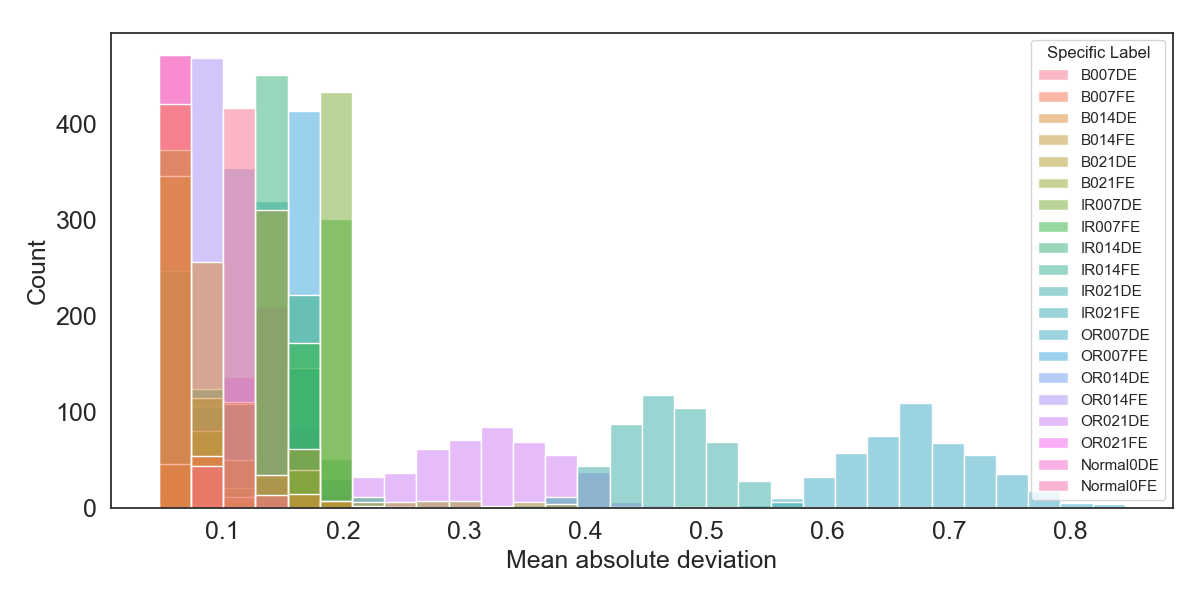 Specific Label
B007DE
B007FE
B014DE
B014FE
B021DE
B021FE
IR007DE
IR007FE
IR014DE
IR014FE
IR021DE
IR021FE
OR007DE
OR007FE
OR014DE
OR014FE
OR021DE
OR021FE
Normal0DE
Normal0FE
Count
400
300
200
100
0
0.1 0.2 0.3 0.4 0.5 0.6 0.7 0.8
Mean absolute deviation